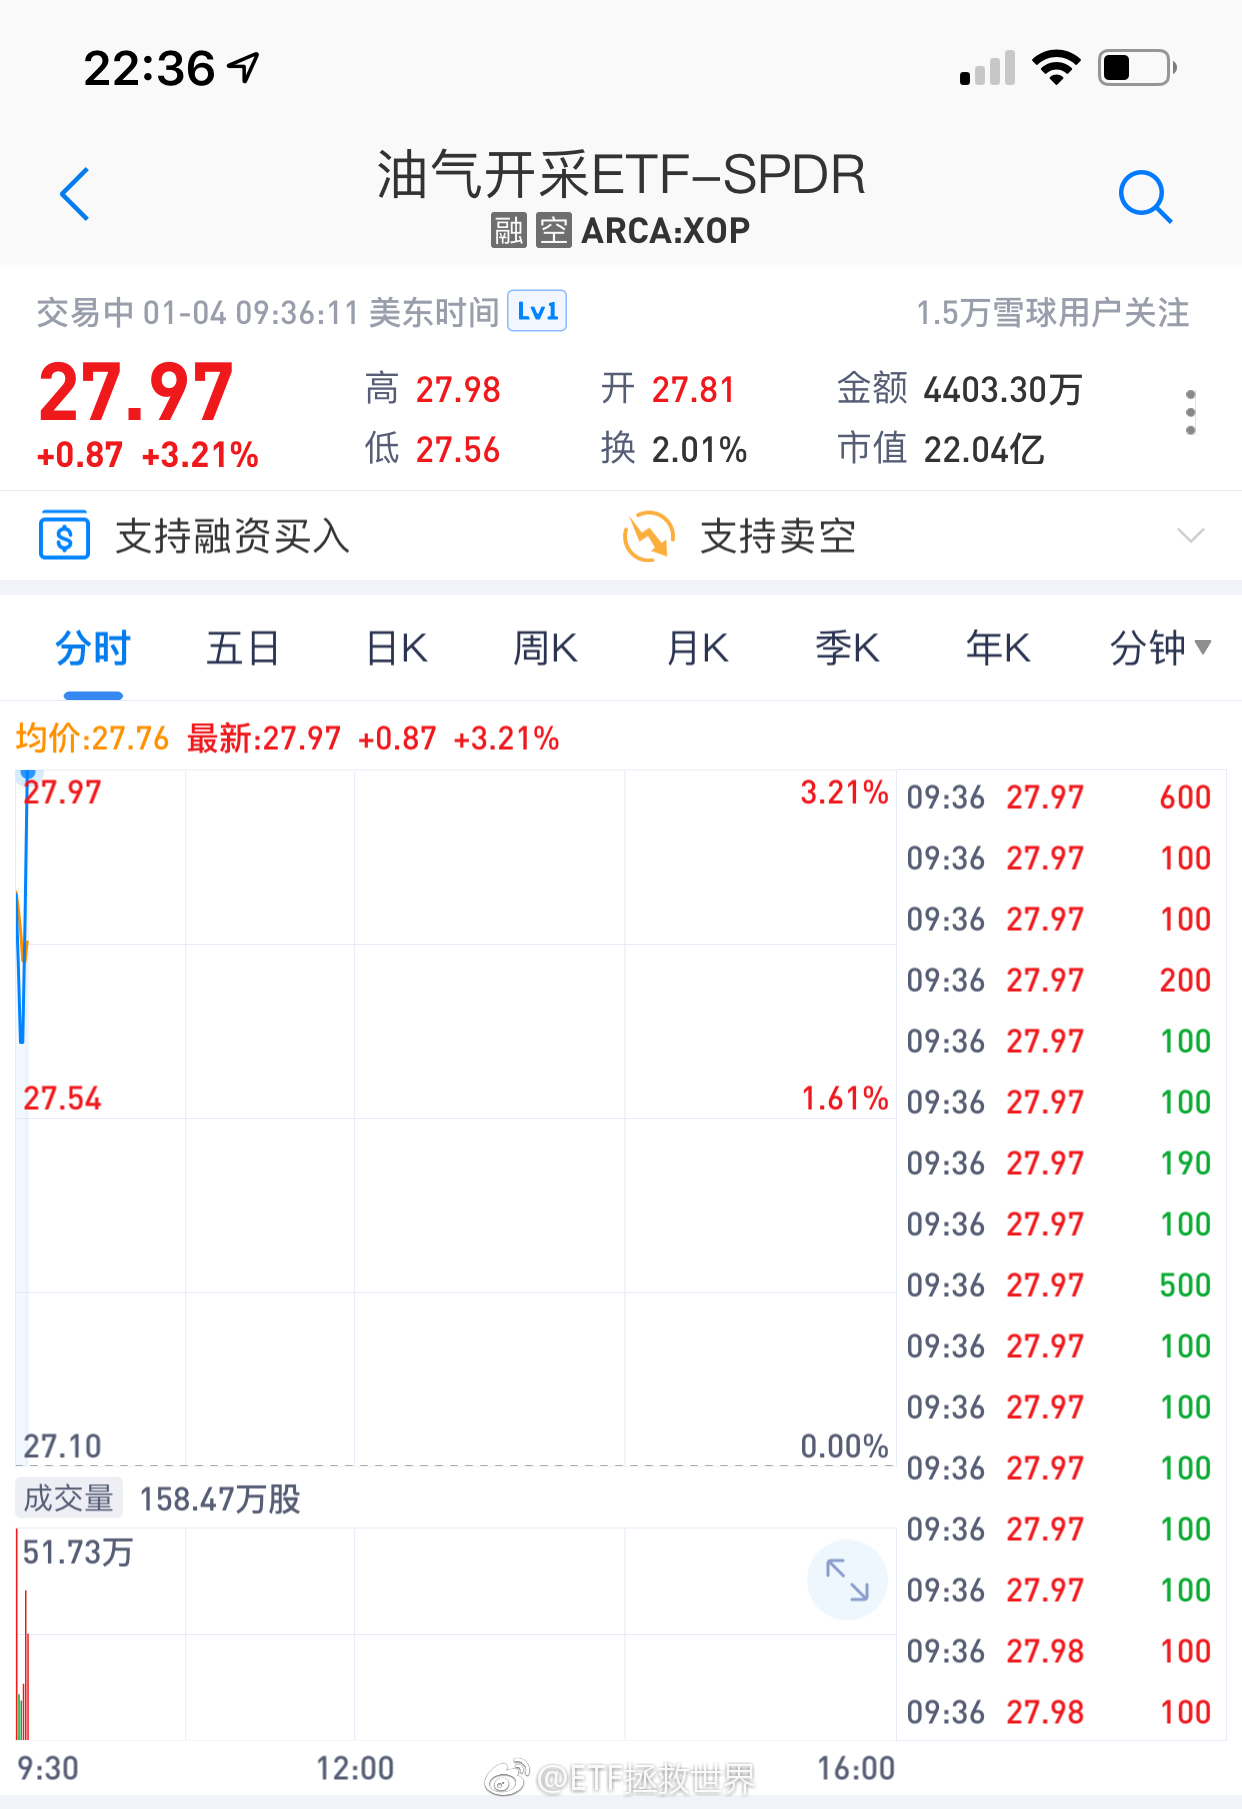 22:36
油气开采ETF-SPDR
融 空 ARCA:XOP
交易中 01-04 09:36:11 美东时间 Lv1 1.5万雪球用户关注
27.97 高 27.98 开 27.81 金额 4403.30万
+0.87 +3.21% 低 27.56 换 2.01% 市值 22.04亿
$ 支持融资买入 支持卖空
分时 五日 日K 周K 月K 季K 年K 分钟
均价:27.76 最新:27.97 +0.87 +3.21%
27.97 3.21%
27.54 1.61%
27.10 0.00%
成交量 158.47万股
51.73万
9:30 12:00 16:00
09:36 27.97 600
09:36 27.97 100
09:36 27.97 100
09:36 27.97 200
09:36 27.97 100
09:36 27.97 100
09:36 27.97 190
09:36 27.97 100
09:36 27.97 500
09:36 27.97 100
09:36 27.97 100
09:36 27.97 100
09:36 27.97 100
09:36 27.97 100
09:36 27.98 100
09:36 27.98 100
@ETF拯救世界